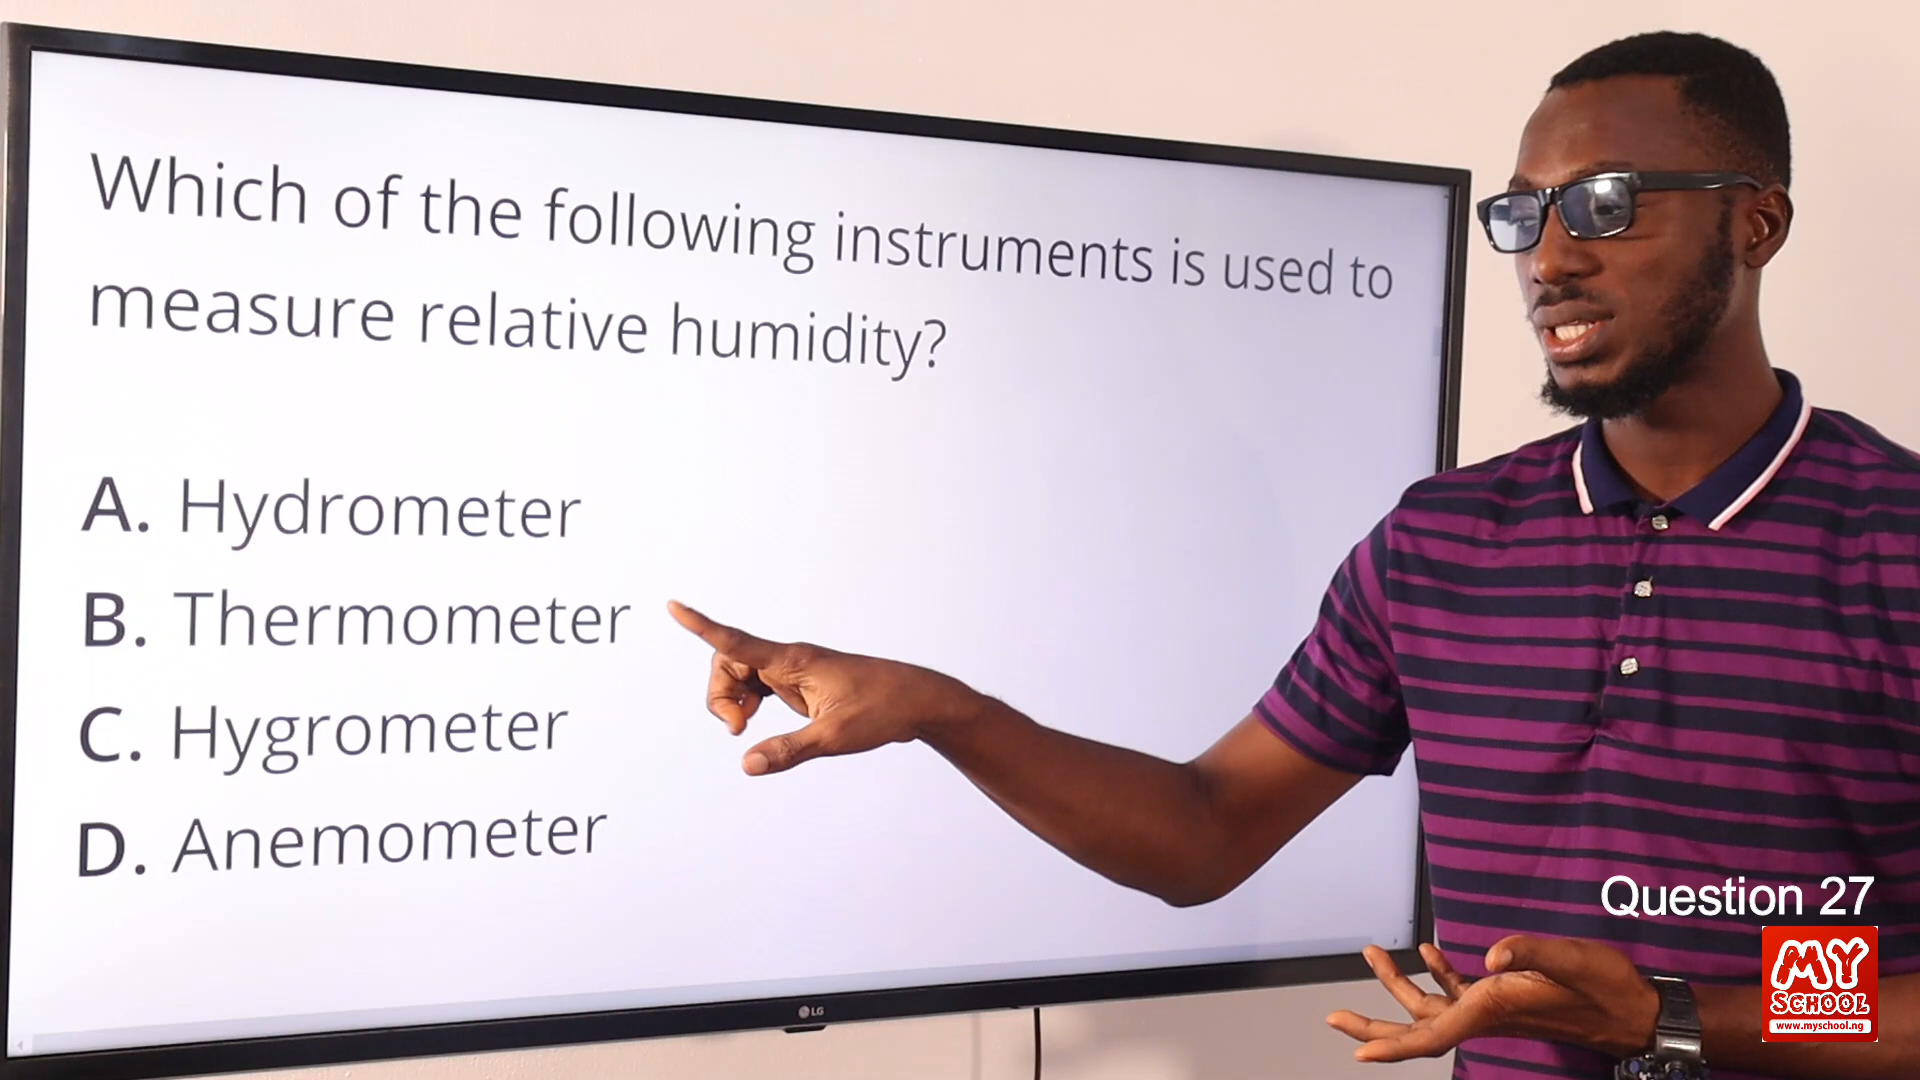 Which of the following instruments is used to
measure relative humidity?
A. Hydrometer
B. Thermometer
C. Hygrometer
D. Anemometer
LG
Question 27
MY
SCHOOL
www.myschool.ng